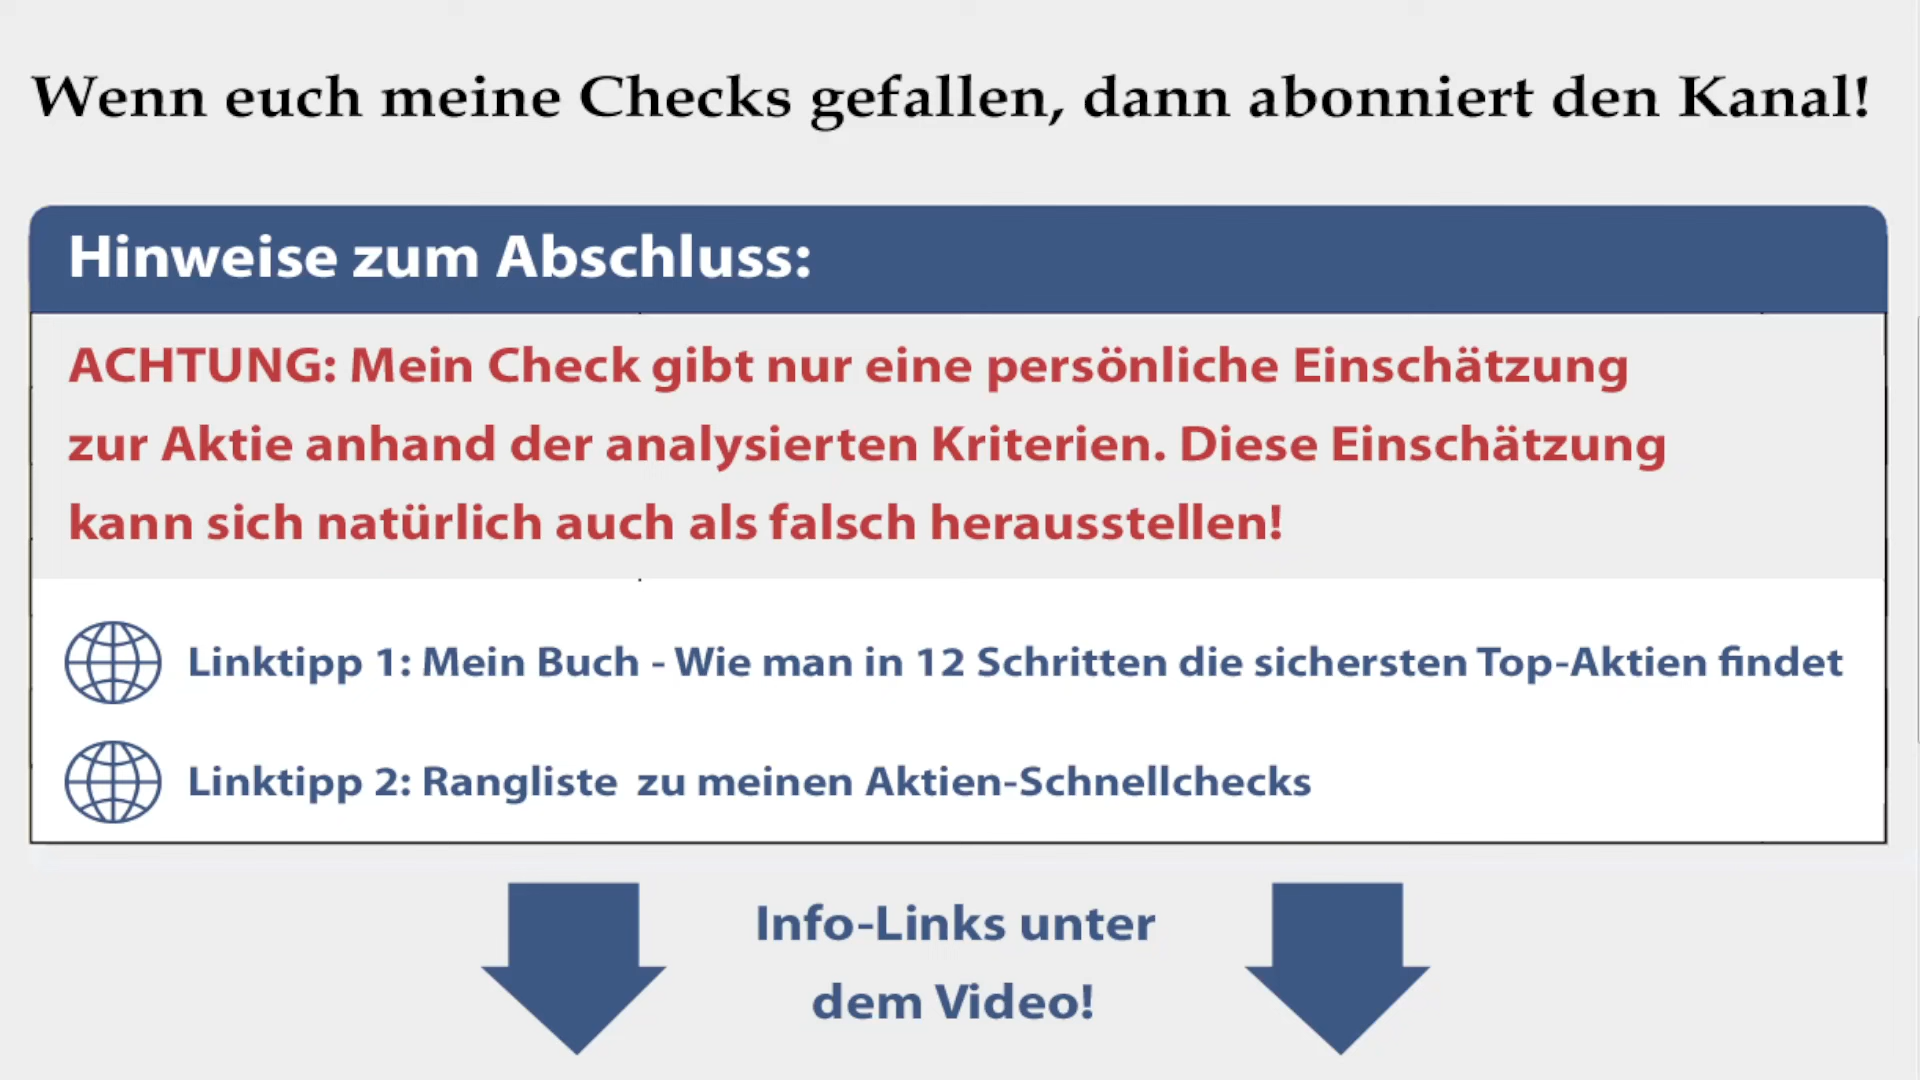 Wenn euch meine Checks gefallen, dann abonniert den Kanal!
Hinweise zum Abschluss:
ACHTUNG: Mein Check gibt nur eine persönliche Einschätzung
zur Aktie anhand der analysierten Kriterien. Diese Einschätzung
kann sich natürlich auch als falsch herausstellen!
Linktipp 1: Mein Buch - Wie man in 12 Schritten die sichersten Top-Aktien findet
Linktipp 2: Rangliste zu meinen Aktien-Schnellchecks
Info-Links unter
dem Video!